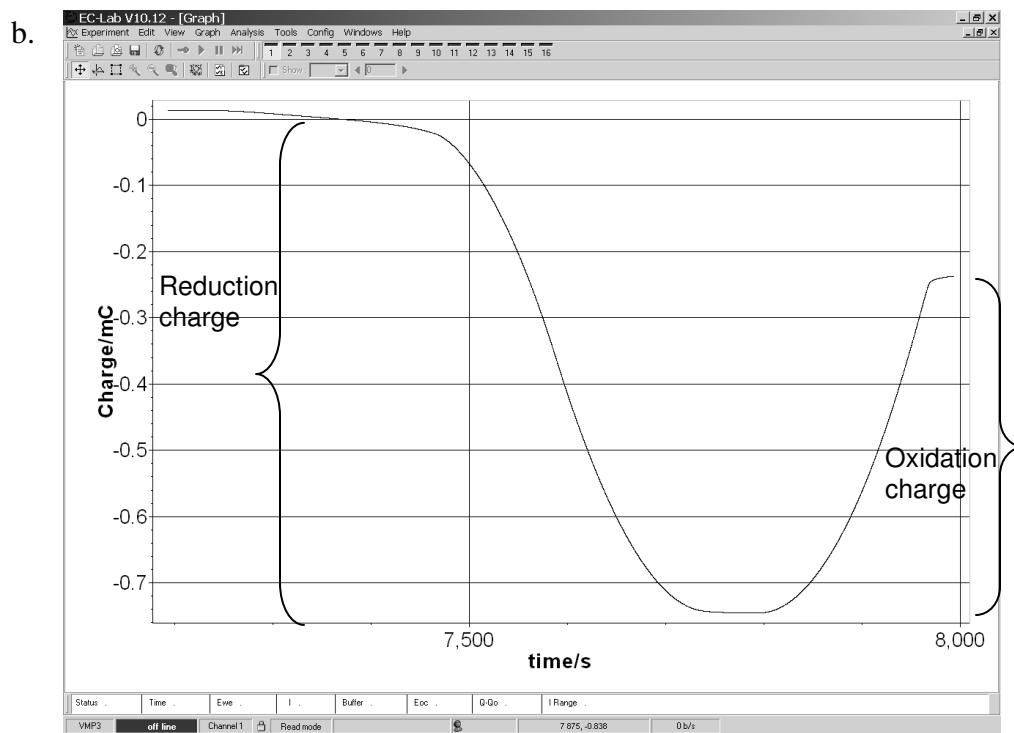 b.
EC-Lab V10.12 - [Graph]
Experiment Edit View Graph Analysis Tools Config Windows Help
1 2 3 4 5 6 7 8 9 10 11 12 13 14 15 16
Show: 0
0
-0.1
-0.2
Reduction
charge
-0.3
Charge/mC
-0.4
-0.5
Oxidation
charge
-0.6
-0.7
7,500 8,000
time/s
Status . Time . Ewe . I . Buffer . Eoc . Q-Qo . I Range .
VMP3 off line Channel 1 Read mode 7 875, -0.838 0 b/s